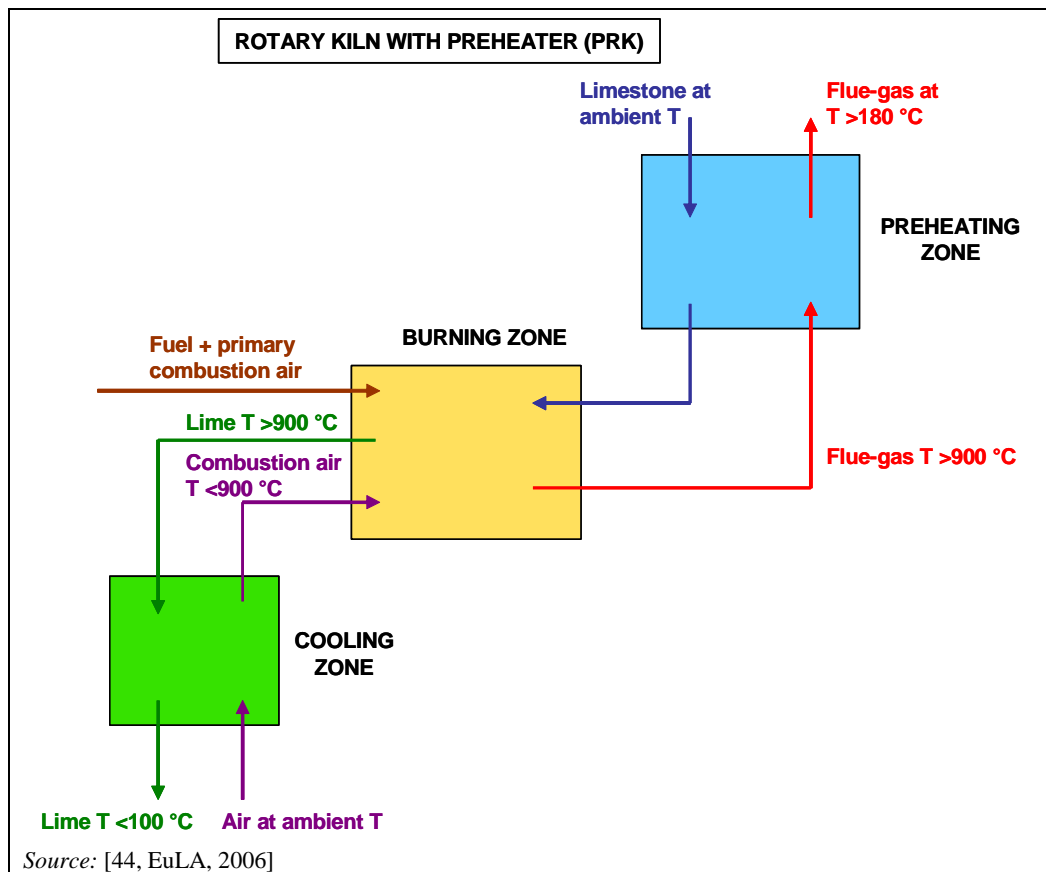 ROTARY KILN WITH PREHEATER (PRK)
Limestone at
ambient T
Flue-gas at
T >180 °C
PREHEATING
ZONE
BURNING ZONE
Fuel + primary
combustion air
Lime T >900 °C
Combustion air
T <900 °C
Flue-gas T >900 °C
COOLING
ZONE
Lime T <100 °C
Air at ambient T
Source: [44, EuLA, 2006]